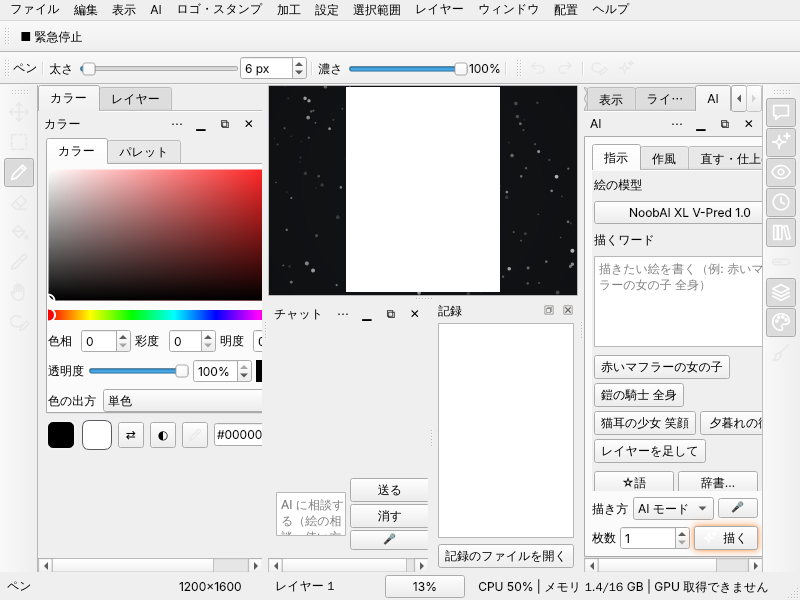 ファイル 編集 表示 AI ロゴ・スタンプ 加工 設定 選択範囲 レイヤー ウィンドウ 配置 ヘルプ
■ 緊急停止
ペン 太さ 6 px 濃さ 100%
カラー レイヤー
表示 ライ… AI
カラー …
AI …
カラー パレット
指示 作風 直す・仕上
絵の模型
NoobAI XL V-Pred 1.0
描くワード
描きたい絵を書く（例: 赤いマ
ラーの女の子 全身）
チャット …
記録
色相 0 彩度 0 明度
透明度 100%
色の出方 単色
#00000
赤いマフラーの女の子
鎧の騎士 全身
猫耳の少女 笑顔
レイヤーを足して
☆語 辞書...
AI に相談す
る（絵の相
送る
消す
描き方 AI モード
枚数 1 描く
記録のファイルを開く
ペン 1200×1600 レイヤー 1 13% CPU 50% | メモリ 1.4/16 GB | GPU 取得できません